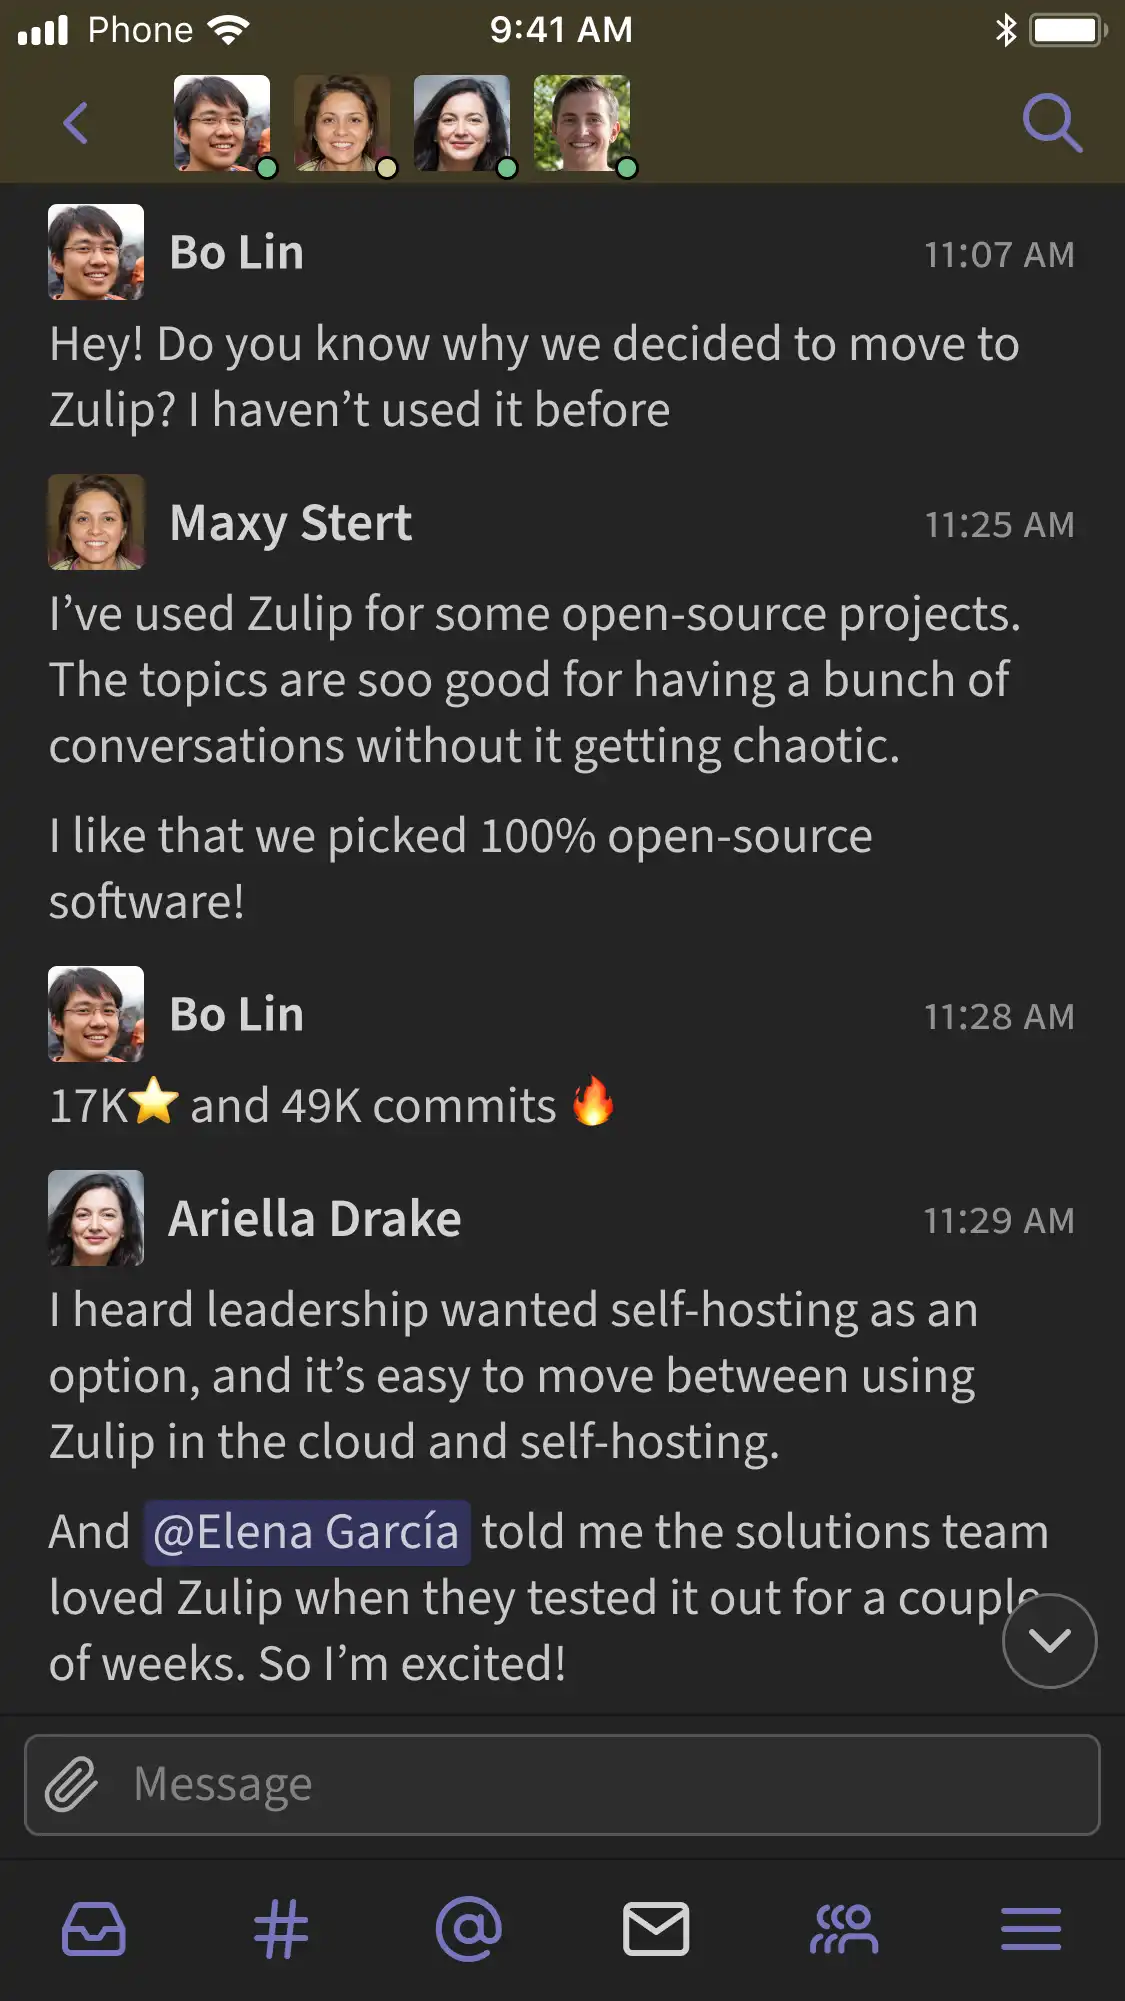 Phone 9:41 AM
Bo Lin 11:07 AM
Hey! Do you know why we decided to move to
Zulip? I haven’t used it before
Maxy Stert 11:25 AM
I’ve used Zulip for some open-source projects.
The topics are soo good for having a bunch of
conversations without it getting chaotic.
I like that we picked 100% open-source
software!
Bo Lin 11:28 AM
17K⭐ and 49K commits 🔥
Ariella Drake 11:29 AM
I heard leadership wanted self-hosting as an
option, and it’s easy to move between using
Zulip in the cloud and self-hosting.
And @Elena García told me the solutions team
loved Zulip when they tested it out for a couple
of weeks. So I’m excited!
Message